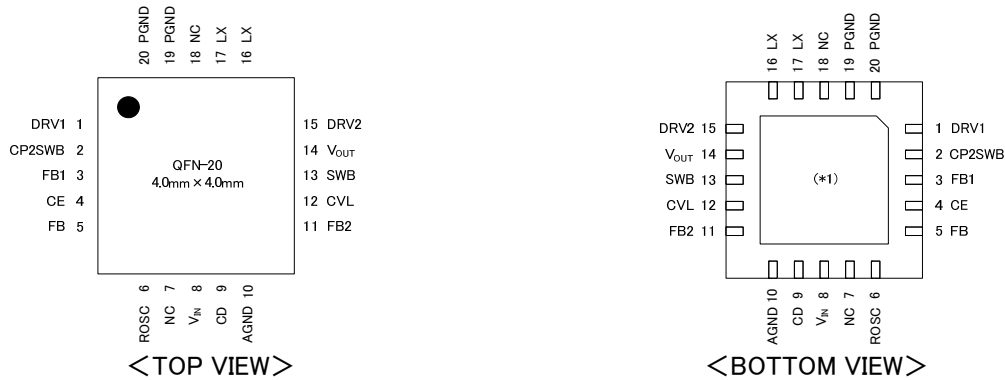 20 PGND
19 PGND
18 NC
17 LX
16 LX
DRV1 1
CP2SWB 2
FB1 3
CE 4
FB 5
QFN-20
4.0mm × 4.0mm
15 DRV2
14 VOUT
13 SWB
12 CVL
11 FB2
ROSC 6
NC 7
VIN 8
CD 9
AGND 10
<TOP VIEW>
16 LX
17 LX
18 NC
19 PGND
20 PGND
DRV2 15
VOUT 14
SWB 13
CVL 12
FB2 11
(*1)
1 DRV1
2 CP2SWB
3 FB1
4 CE
5 FB
AGND 10
CD 9
VIN 8
NC 7
ROSC 6
<BOTTOM VIEW>